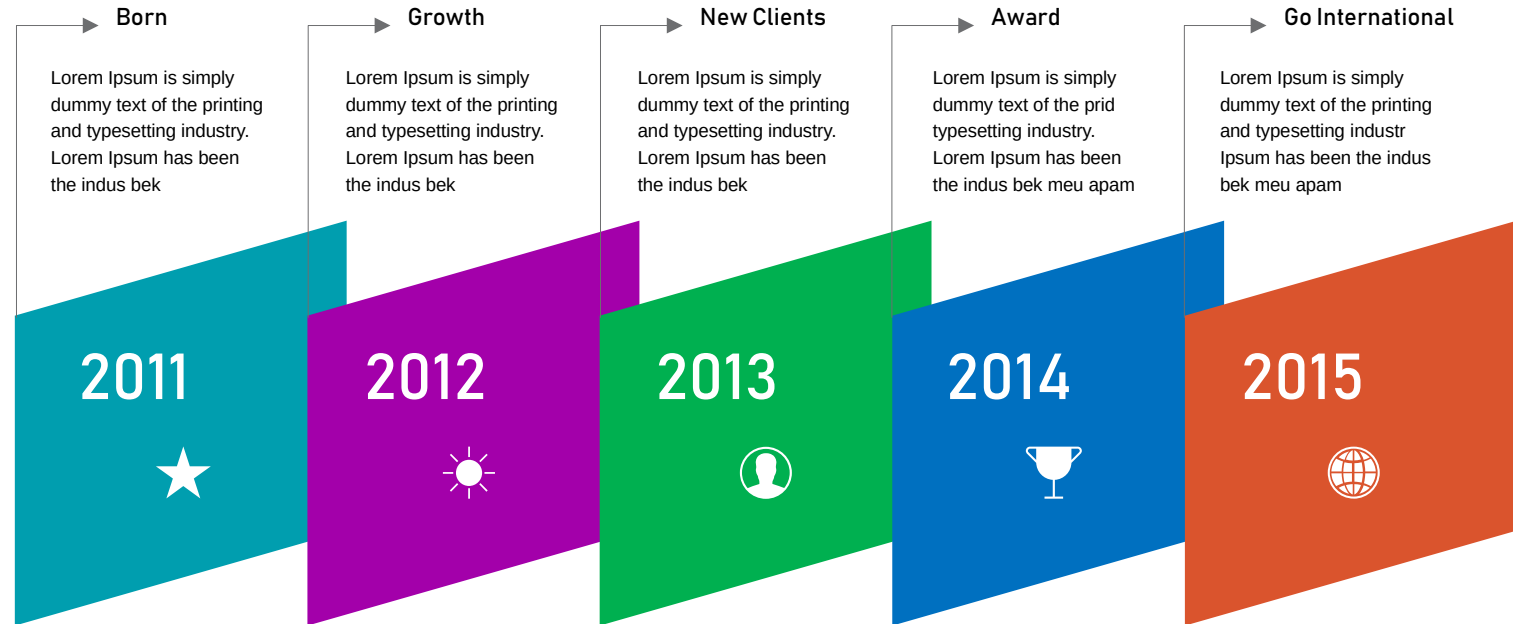 Born
Lorem Ipsum is simply
dummy text of the printing
and typesetting industry.
Lorem Ipsum has been
the indus bek
2011
Growth
Lorem Ipsum is simply
dummy text of the printing
and typesetting industry.
Lorem Ipsum has been
the indus bek
2012
New Clients
Lorem Ipsum is simply
dummy text of the printing
and typesetting industry.
Lorem Ipsum has been
the indus bek
2013
Award
Lorem Ipsum is simply
dummy text of the prid
typesetting industry.
Lorem Ipsum has been
the indus bek meu apam
2014
Go International
Lorem Ipsum is simply
dummy text of the printing
and typesetting industr
Ipsum has been the indus
bek meu apam
2015